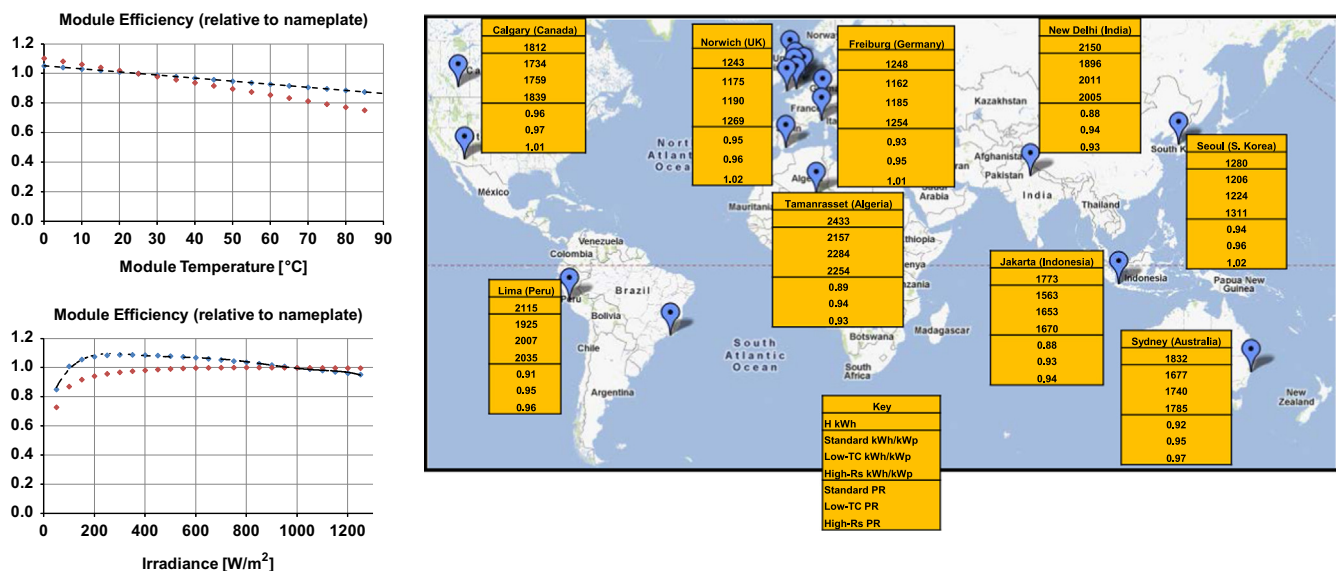 Module Efficiency (relative to nameplate)
1.2
1.0
0.8
0.6
0.4
0.2
0.0
0 10 20 30 40 50 60 70 80 90
Module Temperature [°C]
Module Efficiency (relative to nameplate)
1.2
1.0
0.8
0.6
0.4
0.2
0.0
0 200 400 600 800 1000 1200
Irradiance [W/m²]
Calgary (Canada)
1812
1734
1759
1839
0.96
0.97
1.01
Norwich (UK)
1243
1175
1190
1269
0.95
0.96
1.02
Freiburg (Germany)
1248
1162
1185
1254
0.93
0.95
1.01
New Delhi (India)
2150
1896
2011
2005
0.88
0.94
0.93
Seoul (S. Korea)
1280
1206
1224
1311
0.94
0.96
1.02
Tamanrasset (Algeria)
2433
2157
2284
2254
0.89
0.94
0.93
Jakarta (Indonesia)
1773
1563
1653
1670
0.88
0.93
0.94
Lima (Peru)
2115
1925
2007
2035
0.91
0.95
0.96
Sydney (Australia)
1832
1677
1740
1785
0.92
0.95
0.97
Key
H kWh
Standard kWh/kWp
Low-TC kWh/kWp
High-Rs kWh/kWp
Standard PR
Low-TC PR
High-Rs PR
Kazakhstan
Afghanistan
Pakistan
India
Thailand
South K
Indonesia
Papua New
Guinea
New
Zealand
Madagascar
Botswana
South
Africa
South
Atlantic
Ocean
México
Venezuela
Colombia
Brazil
Peru
Bolivia
Chile
Argentina
France
Norway